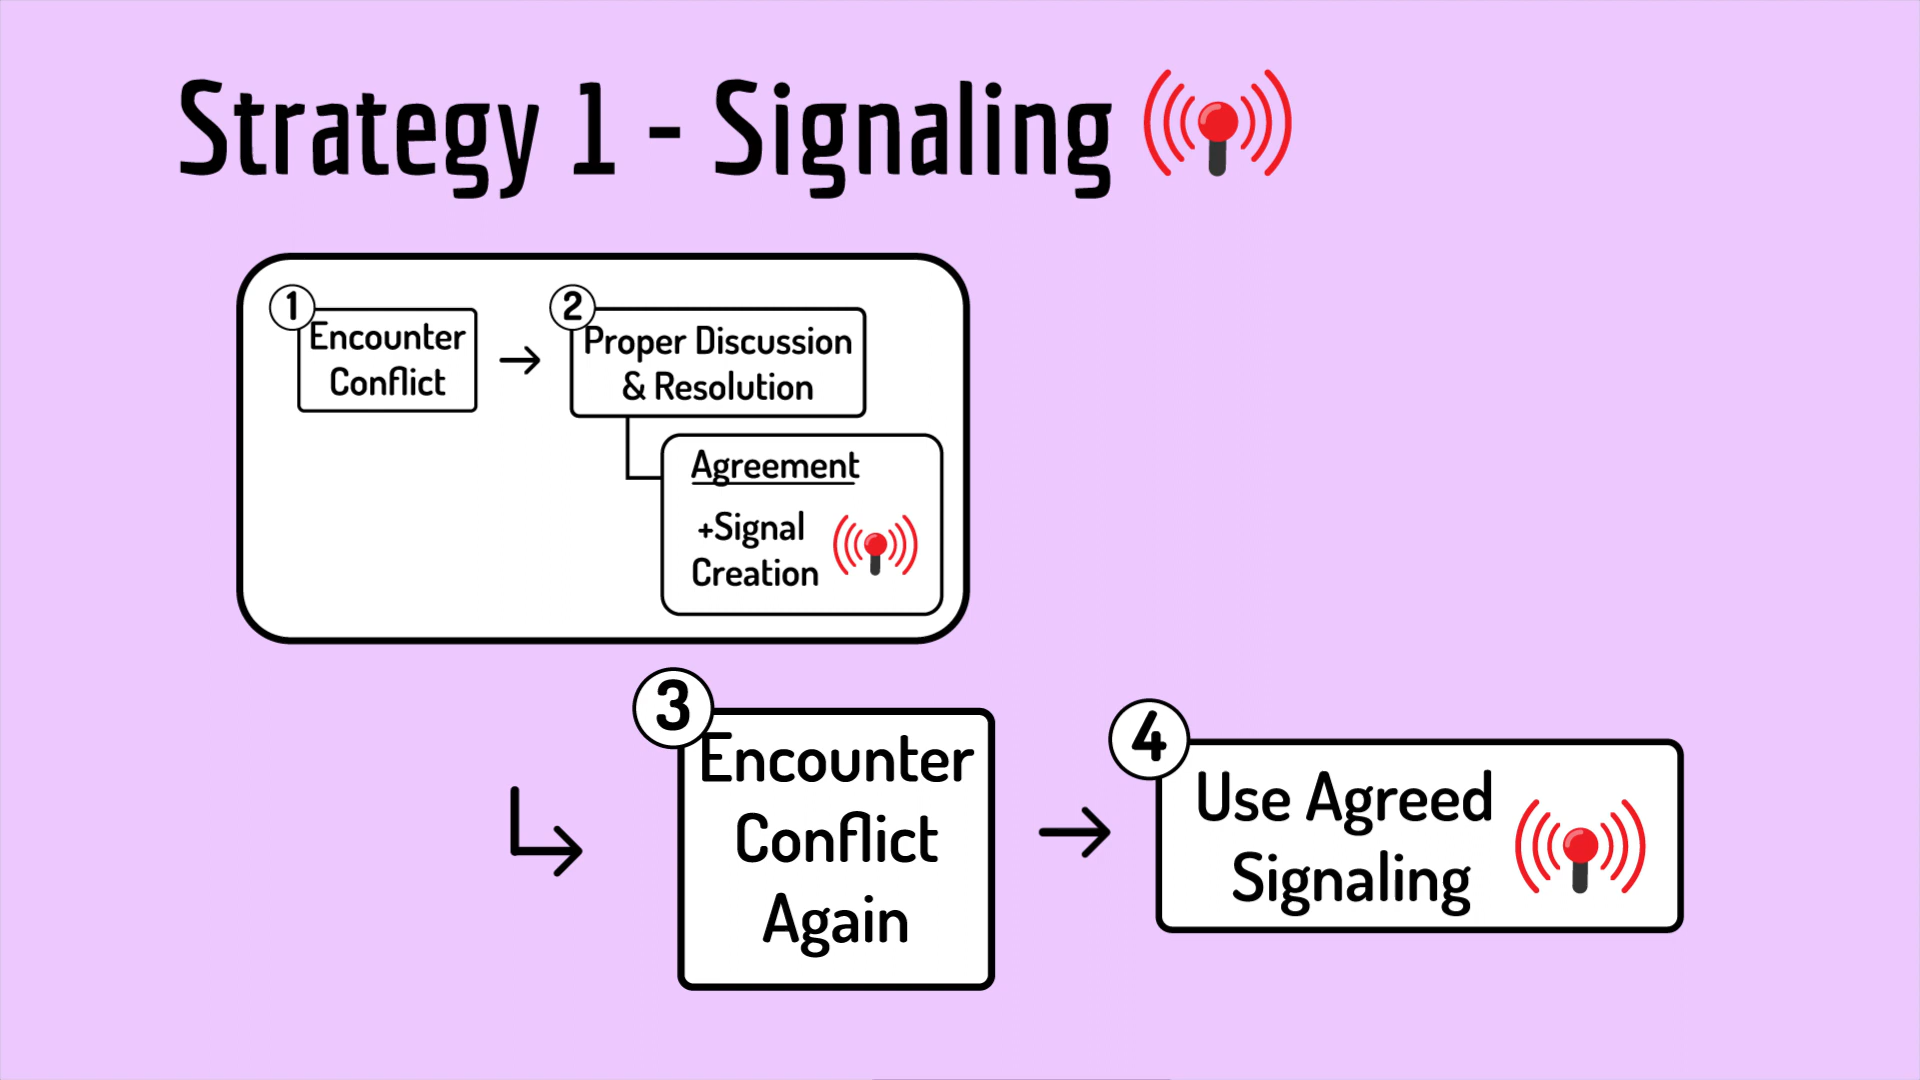 Strategy 1 - Signaling
1
Encounter
Conflict
2
Proper Discussion
& Resolution
Agreement
+Signal
Creation
3
Encounter
Conflict
Again
4
Use Agreed
Signaling